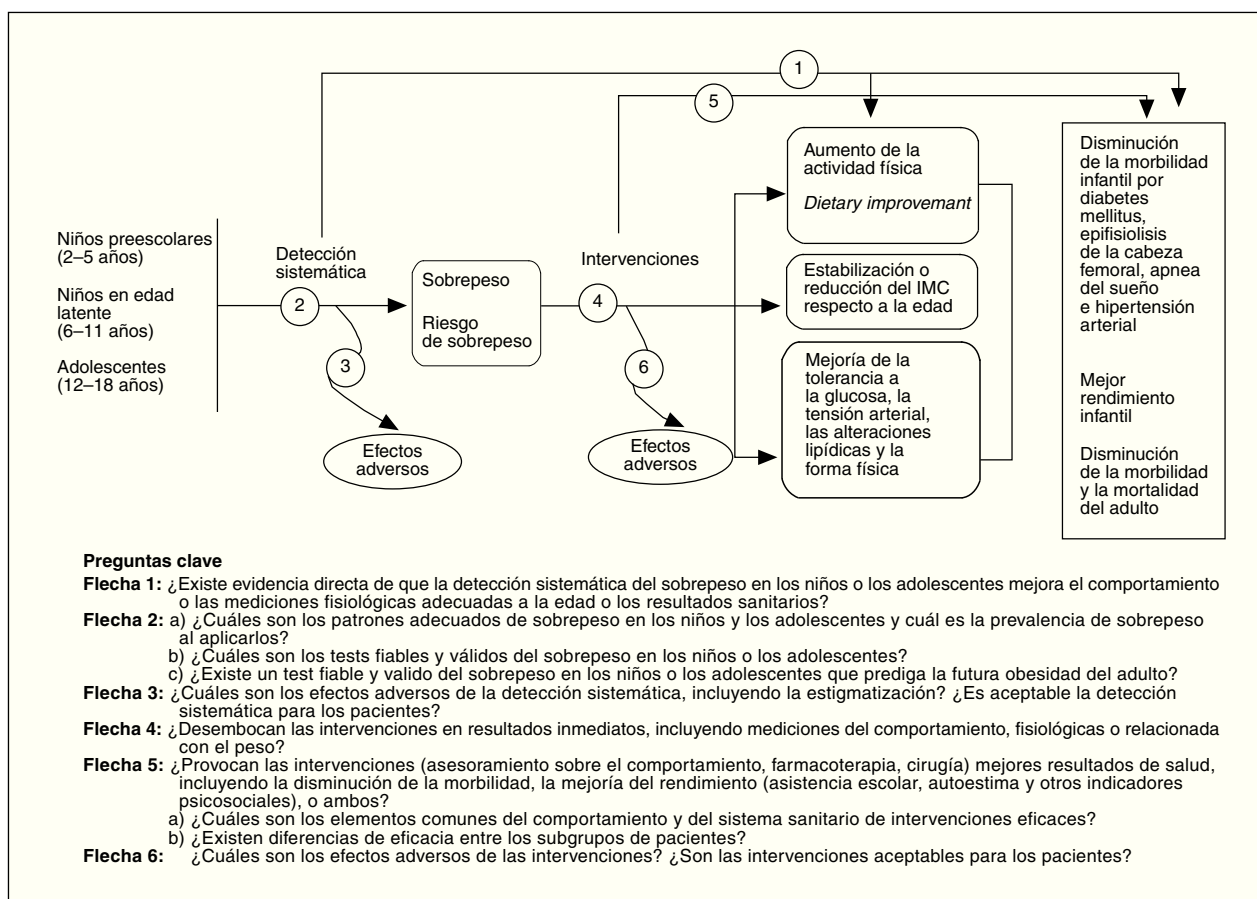 1
5
Niños preescolares
(2–5 años)
Niños en edad
latente
(6–11 años)
Adolescentes
(12–18 años)
Detección
sistemática
2
3
Efectos
adversos
Sobrepeso
Riesgo
de sobrepeso
Intervenciones
4
6
Efectos
adversos
Aumento de la
actividad física
Dietary improvemant
Estabilización o
reducción del IMC
respecto a la edad
Mejoría de la
tolerancia a
la glucosa, la
tensión arterial,
las alteraciones
lipídicas y la
forma física
Disminución
de la morbilidad
infantil por
diabetes
mellitus,
epifisiolisis
de la cabeza
femoral, apnea
del sueño
e hipertensión
arterial
Mejor
rendimiento
infantil
Disminución
de la morbilidad
y la mortalidad
del adulto
Preguntas clave
Flecha 1: ¿Existe evidencia directa de que la detección sistemática del sobrepeso en los niños o los adolescentes mejora el comportamiento
o las mediciones fisiológicas adecuadas a la edad o los resultados sanitarios?
Flecha 2: a) ¿Cuáles son los patrones adecuados de sobrepeso en los niños y los adolescentes y cuál es la prevalencia de sobrepeso
al aplicarlos?
b) ¿Cuáles son los tests fiables y válidos del sobrepeso en los niños o los adolescentes?
c) ¿Existe un test fiable y valido del sobrepeso en los niños o los adolescentes que prediga la futura obesidad del adulto?
Flecha 3: ¿Cuáles son los efectos adversos de la detección sistemática, incluyendo la estigmatización? ¿Es aceptable la detección
sistemática para los pacientes?
Flecha 4: ¿Desembocan las intervenciones en resultados inmediatos, incluyendo mediciones del comportamiento, fisiológicas o relacionada
con el peso?
Flecha 5: ¿Provocan las intervenciones (asesoramiento sobre el comportamiento, farmacoterapia, cirugía) mejores resultados de salud,
incluyendo la disminución de la morbilidad, la mejoría del rendimiento (asistencia escolar, autoestima y otros indicadores
psicosociales), o ambos?
a) ¿Cuáles son los elementos comunes del comportamiento y del sistema sanitario de intervenciones eficaces?
b) ¿Existen diferencias de eficacia entre los subgrupos de pacientes?
Flecha 6: ¿Cuáles son los efectos adversos de las intervenciones? ¿Son las intervenciones aceptables para los pacientes?